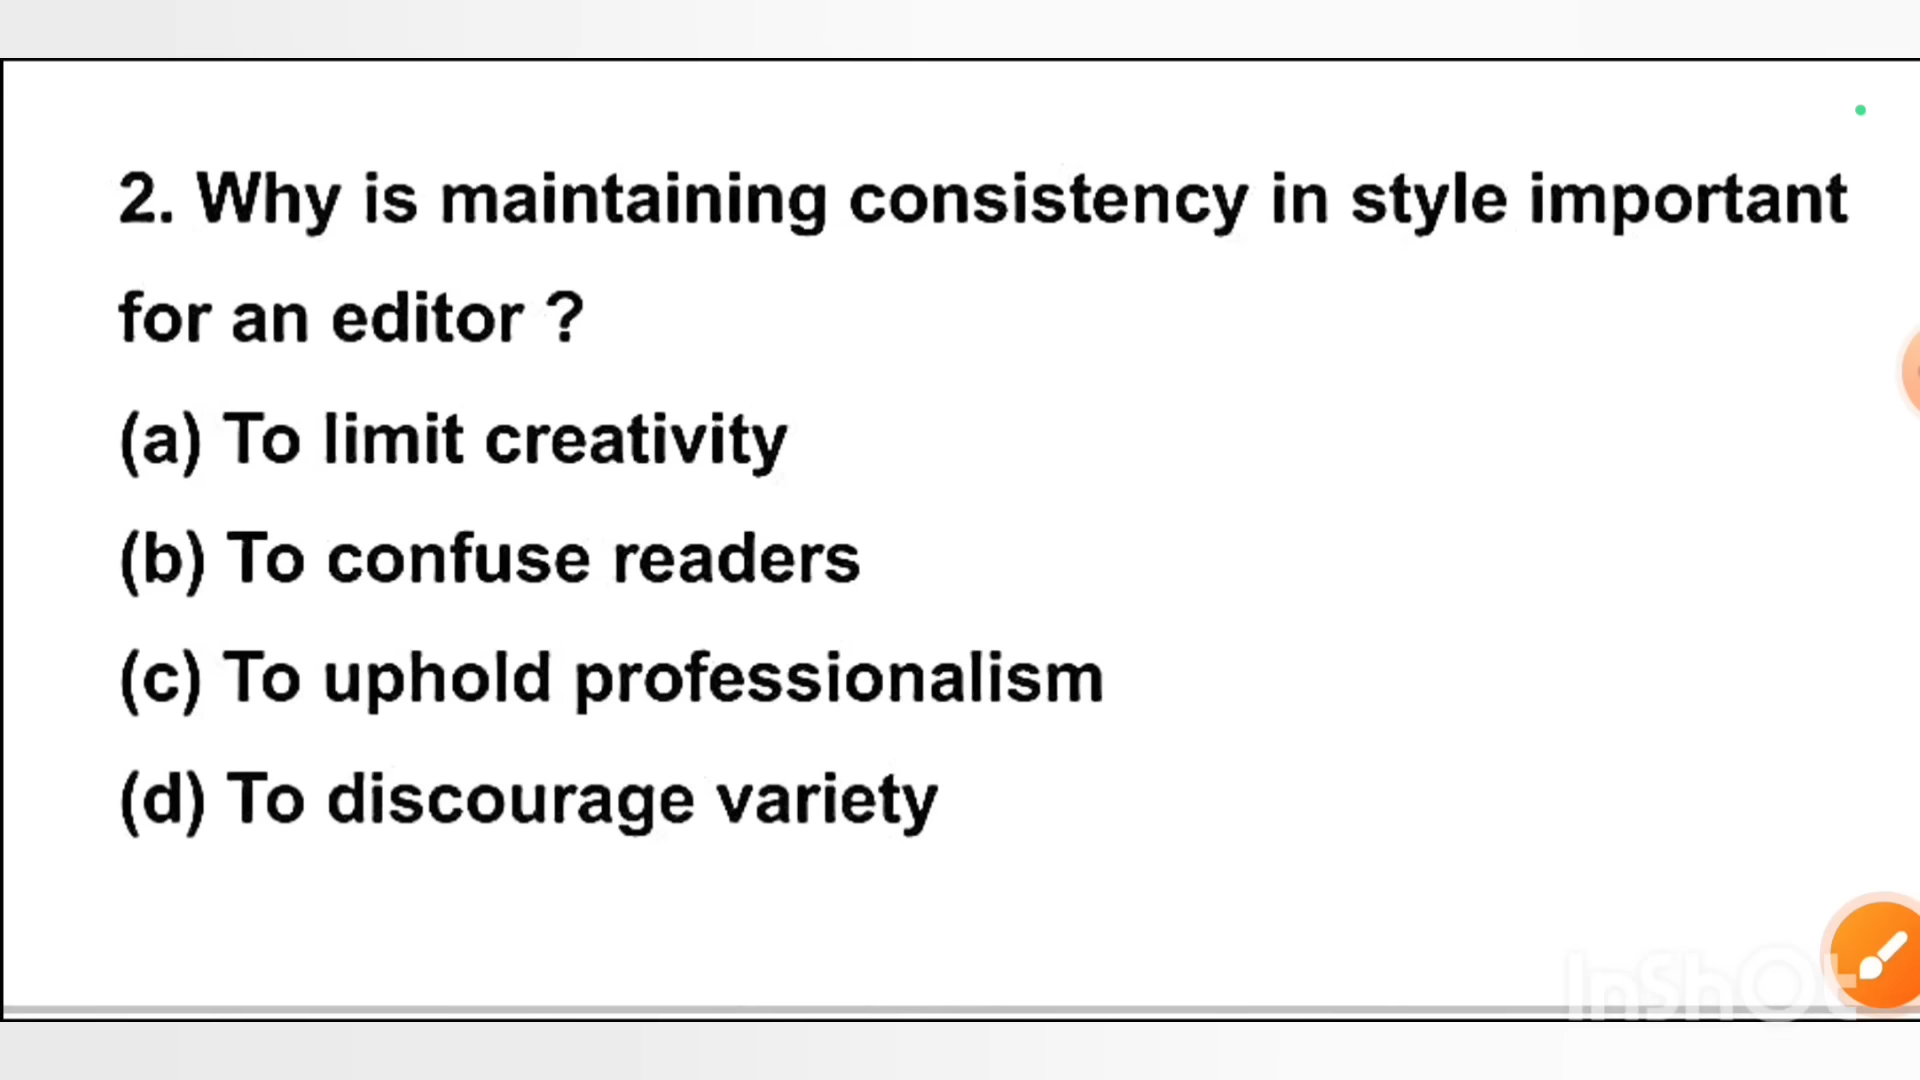 2. Why is maintaining consistency in style important
for an editor ?
(a) To limit creativity
(b) To confuse readers
(c) To uphold professionalism
(d) To discourage variety
InShOt